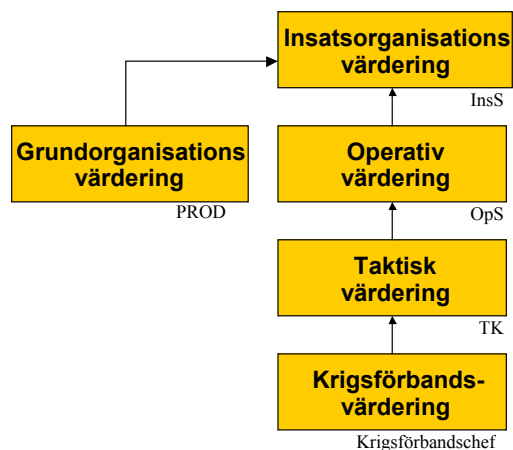 Insatsorganisations
värdering
InsS
Grundorganisations
värdering
PROD
Operativ
värdering
OpS
Taktisk
värdering
TK
Krigsförbands-
värdering
Krigsförbandschef